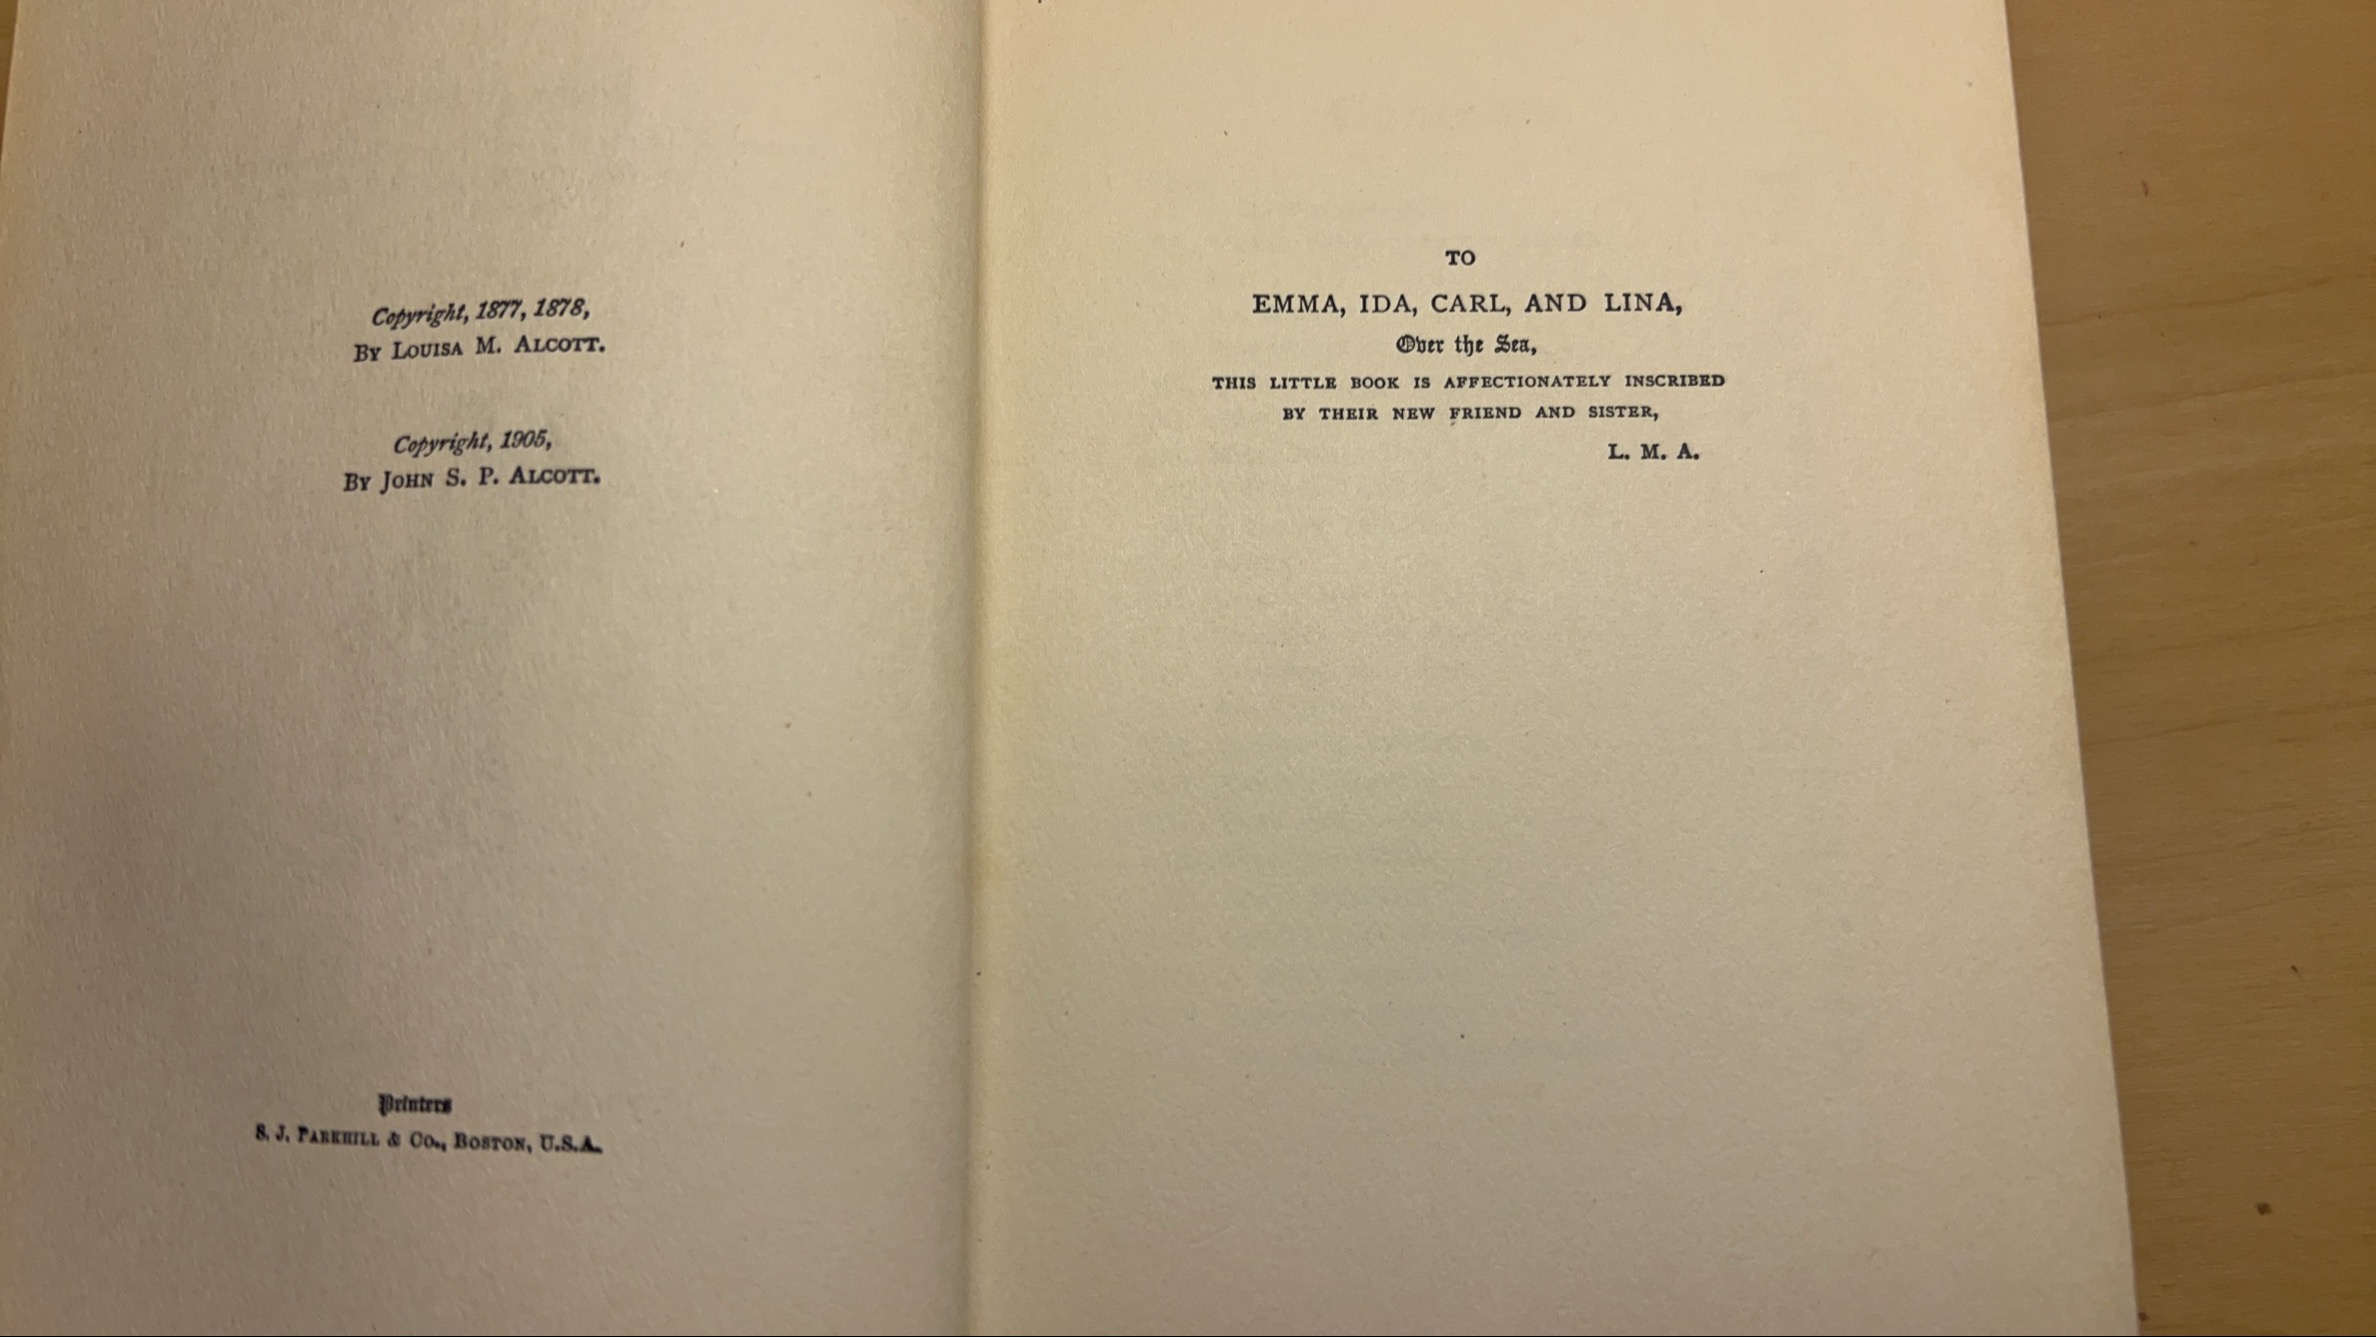 Copyright, 1877, 1878,
By Louisa M. Alcott.
Copyright, 1905,
By John S. P. Alcott.
Printers
S. J. Parkhill & Co., Boston, U.S.A.
TO
EMMA, IDA, CARL, AND LINA,
Over the Sea,
THIS LITTLE BOOK IS AFFECTIONATELY INSCRIBED
BY THEIR NEW FRIEND AND SISTER,
L. M. A.